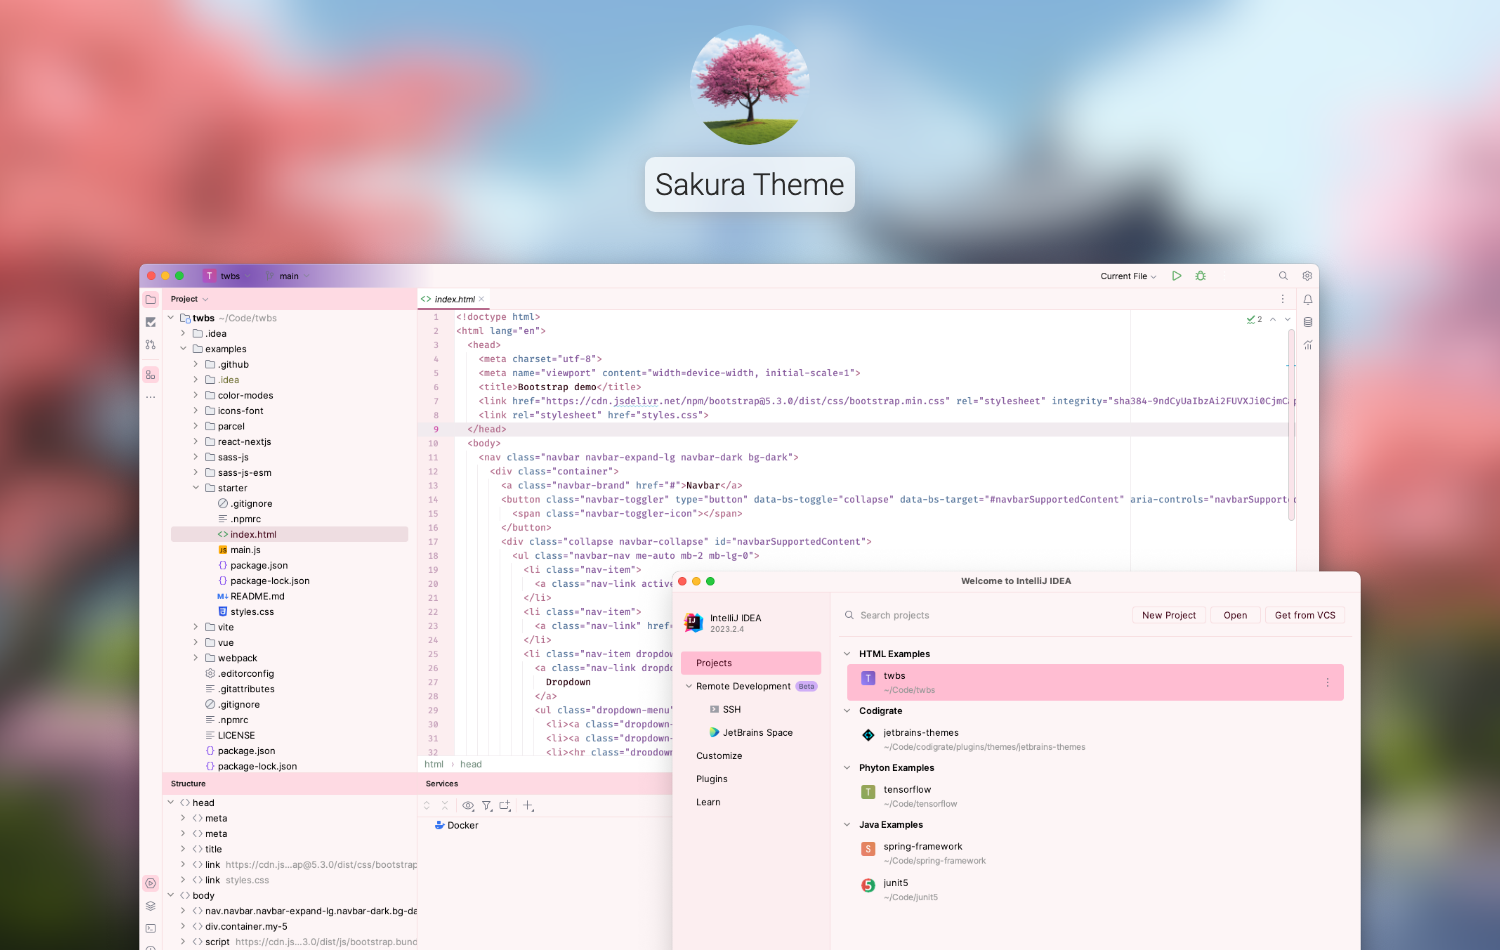 Sakura Theme
T twbs main
Current File
Project
index.html
twbs ~/Code/twbs
.idea
examples
.github
.idea
color-modes
icons-font
parcel
react-nextjs
sass-js
sass-js-esm
starter
.gitignore
.npmrc
index.html
main.js
package.json
package-lock.json
README.md
styles.css
vite
vue
webpack
.editorconfig
.gitattributes
.gitignore
.npmrc
LICENSE
package.json
package-lock.json
2
1 <!doctype html>
2 <html lang="en">
3 <head>
4 <meta charset="utf-8">
5 <meta name="viewport" content="width=device-width, initial-scale=1">
6 <title>Bootstrap demo</title>
7 <link href="https://cdn.jsdelivr.net/npm/bootstrap@5.3.0/dist/css/bootstrap.min.css" rel="stylesheet" integrity="sha384-9ndCyUaIbzAi2FUVXJi0CjmC
8 <link rel="stylesheet" href="styles.css">
9 </head>
10 <body>
11 <nav class="navbar navbar-expand-lg navbar-dark bg-dark">
12 <div class="container">
13 <a class="navbar-brand" href="#">Navbar</a>
14 <button class="navbar-toggler" type="button" data-bs-toggle="collapse" data-bs-target="#navbarSupportedContent" aria-controls="navbarSupporte
15 <span class="navbar-toggler-icon"></span>
16 </button>
17 <div class="collapse navbar-collapse" id="navbarSupportedContent">
18 <ul class="navbar-nav me-auto mb-2 mb-lg-0">
19 <li class="nav-item">
20 <a class="nav-link active
21 </li>
22 <li class="nav-item">
23 <a class="nav-link" href=
24 </li>
25 <li class="nav-item dropdow
26 <a class="nav-link dropdo
27 Dropdown
28 </a>
29 <ul class="dropdown-menu"
30 <li><a class="dropdown-
31 <li><a class="dropdown-
32 <li><hr class="dropdown
html › head
Structure
head
meta
meta
title
link https://cdn.js...ap@5.3.0/dist/css/bootstrap
link styles.css
body
nav.navbar.navbar-expand-lg.navbar-dark.bg-da
div.container.my-5
script https://cdn.js...3.0/dist/js/bootstrap.bund
Services
Docker
Welcome to IntelliJ IDEA
IntelliJ IDEA
2023.2.4
Projects
Remote Development Beta
SSH
JetBrains Space
Customize
Plugins
Learn
Search projects
New Project
Open
Get from VCS
HTML Examples
T twbs
~/Code/twbs
Codigrate
jetbrains-themes
~/Code/codigrate/plugins/themes/jetbrains-themes
Phyton Examples
T tensorflow
~/Code/tensorflow
Java Examples
S spring-framework
~/Code/spring-framework
5 junit5
~/Code/junit5